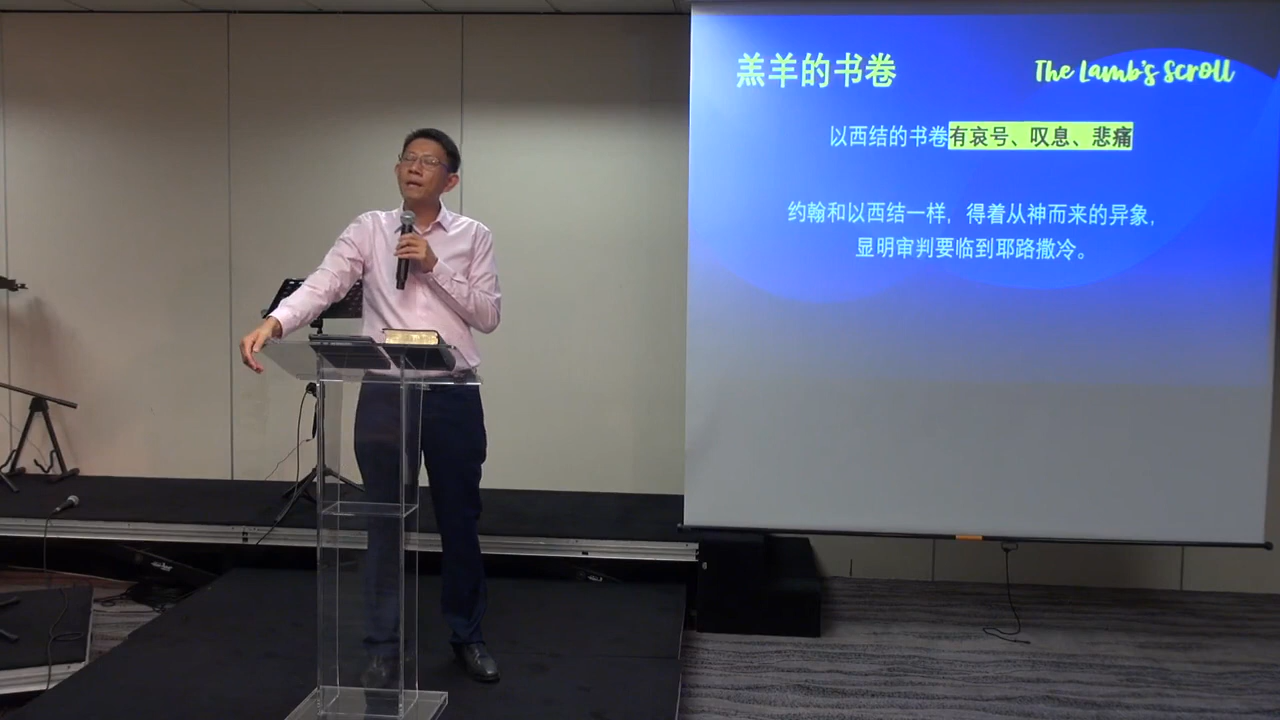 羔羊的书卷
The Lamb's Scroll
以西结的书卷有哀号、叹息、悲痛
约翰和以西结一样，得着从神而来的异象，
显明审判要临到耶路撒冷。